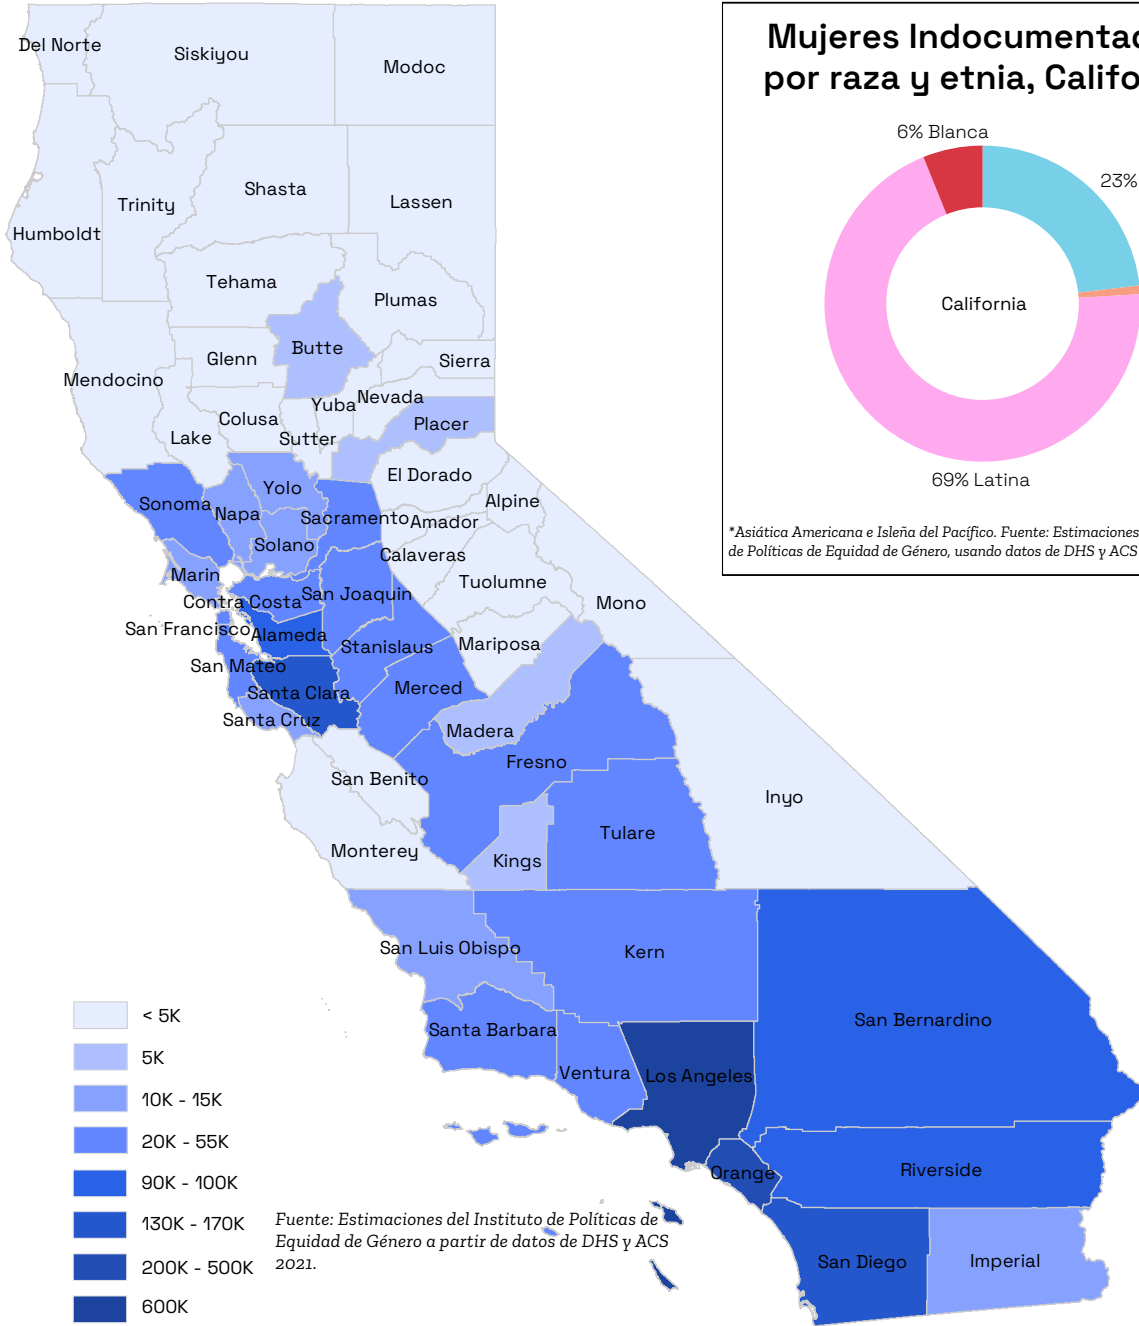 Del Norte
Siskiyou
Modoc
Trinity
Shasta
Lassen
Humboldt
Tehama
Plumas
Butte
Glenn
Sierra
Mendocino
Yuba
Nevada
Colusa
Placer
Lake
Sutter
El Dorado
Yolo
Alpine
Sonoma
Napa
Sacramento
Amador
Solano
Calaveras
Marin
Tuolumne
Contra Costa
San Joaquin
Mono
San Francisco
Alameda
Stanislaus
Mariposa
San Mateo
Santa Clara
Merced
Santa Cruz
Madera
Fresno
San Benito
Inyo
Tulare
Monterey
Kings
San Luis Obispo
Kern
Santa Barbara
San Bernardino
Ventura
Los Angeles
Orange
Riverside
San Diego
Imperial
< 5K
5K
10K - 15K
20K - 55K
90K - 100K
130K - 170K
200K - 500K
600K
Fuente: Estimaciones del Instituto de Políticas de
Equidad de Género a partir de datos de DHS y ACS
2021.
Mujeres Indocumentad
por raza y etnia, Califo
6% Blanca
23%
California
69% Latina
*Asiática Americana e Isleña del Pacífico. Fuente: Estimaciones
de Políticas de Equidad de Género, usando datos de DHS y ACS